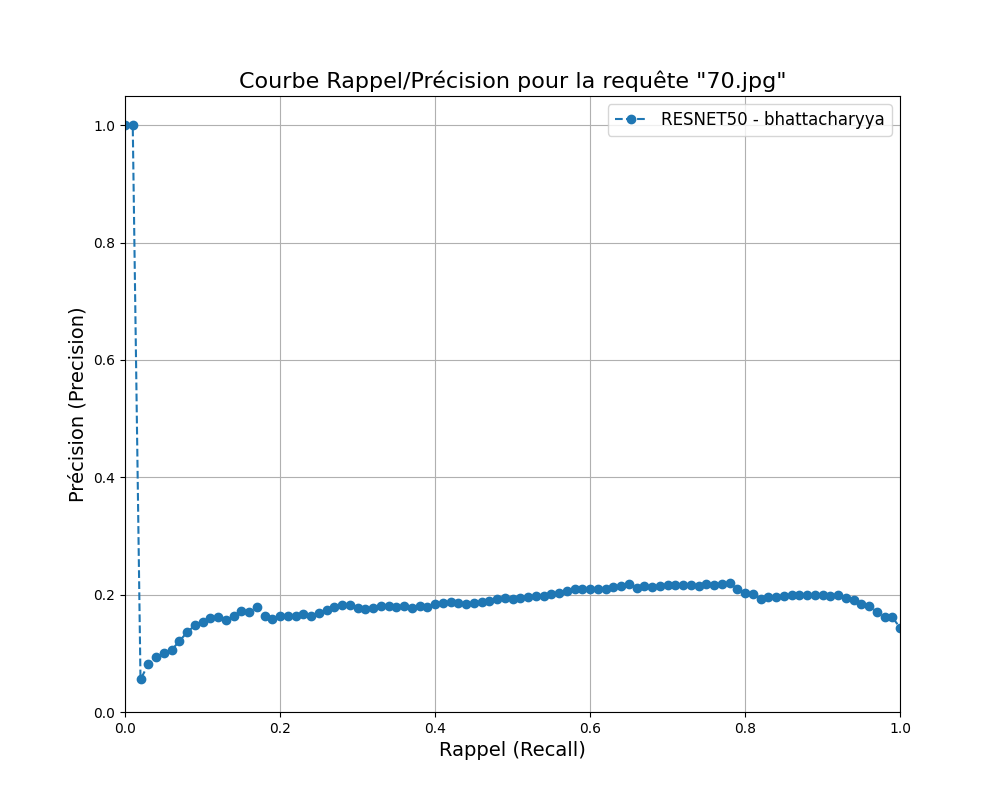 Courbe Rappel/Précision pour la requête "70.jpg"
RESNET50 - bhattacharyya
1.0
0.8
0.6
0.4
0.2
0.0
Précision (Precision)
0.0 0.2 0.4 0.6 0.8 1.0
Rappel (Recall)